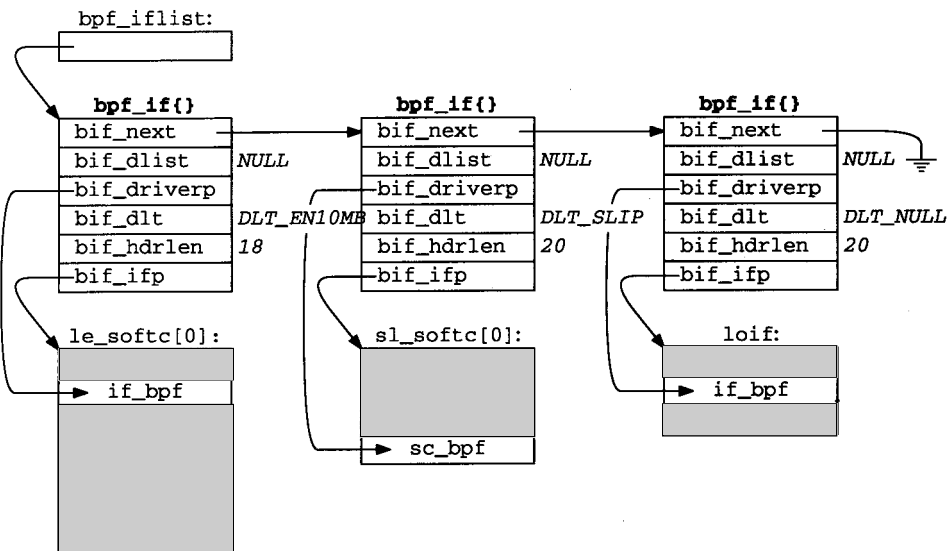 bpf_iflist:
bpf_if{} bpf_if{} bpf_if{}
bif_next bif_next bif_next
bif_dlist NULL bif_dlist NULL bif_dlist NULL
bif_driverp bif_driverp bif_driverp
bif_dlt DLT_EN10MB bif_dlt DLT_SLIP bif_dlt DLT_NULL
bif_hdrlen 18 bif_hdrlen 20 bif_hdrlen 20
bif_ifp bif_ifp bif_ifp
le_softc[0]: sl_softc[0]: loif:
if_bpf if_bpf
sc_bpf